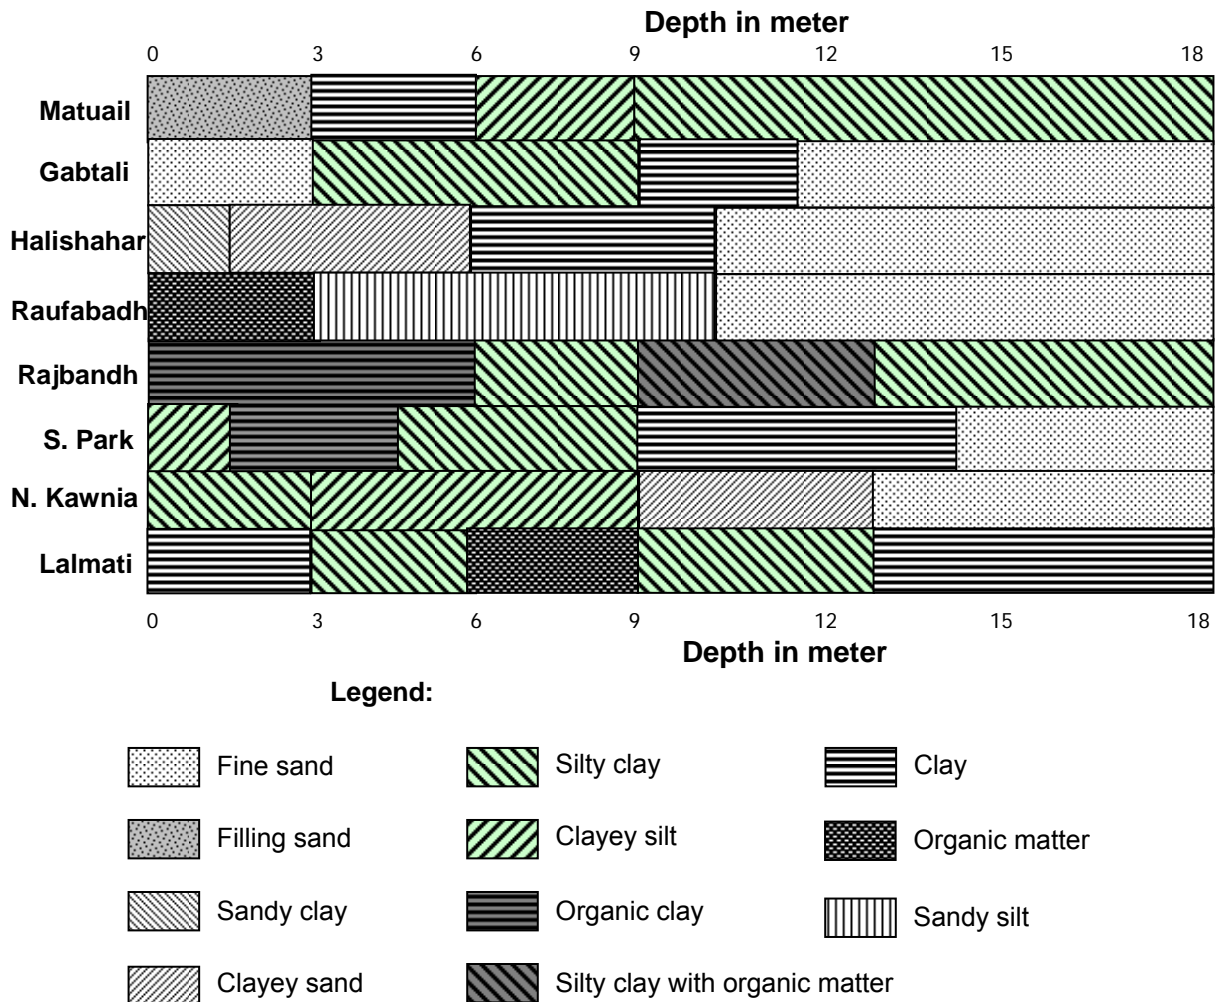 Depth in meter
0 3 6 9 12 15 18
Matuail
Gabtali
Halishahar
Raufabadh
Rajbandh
S. Park
N. Kawnia
Lalmati
0 3 6 9 12 15 18
Depth in meter
Legend:
Fine sand Silty clay Clay
Filling sand Clayey silt Organic matter
Sandy clay Organic clay Sandy silt
Clayey sand Silty clay with organic matter